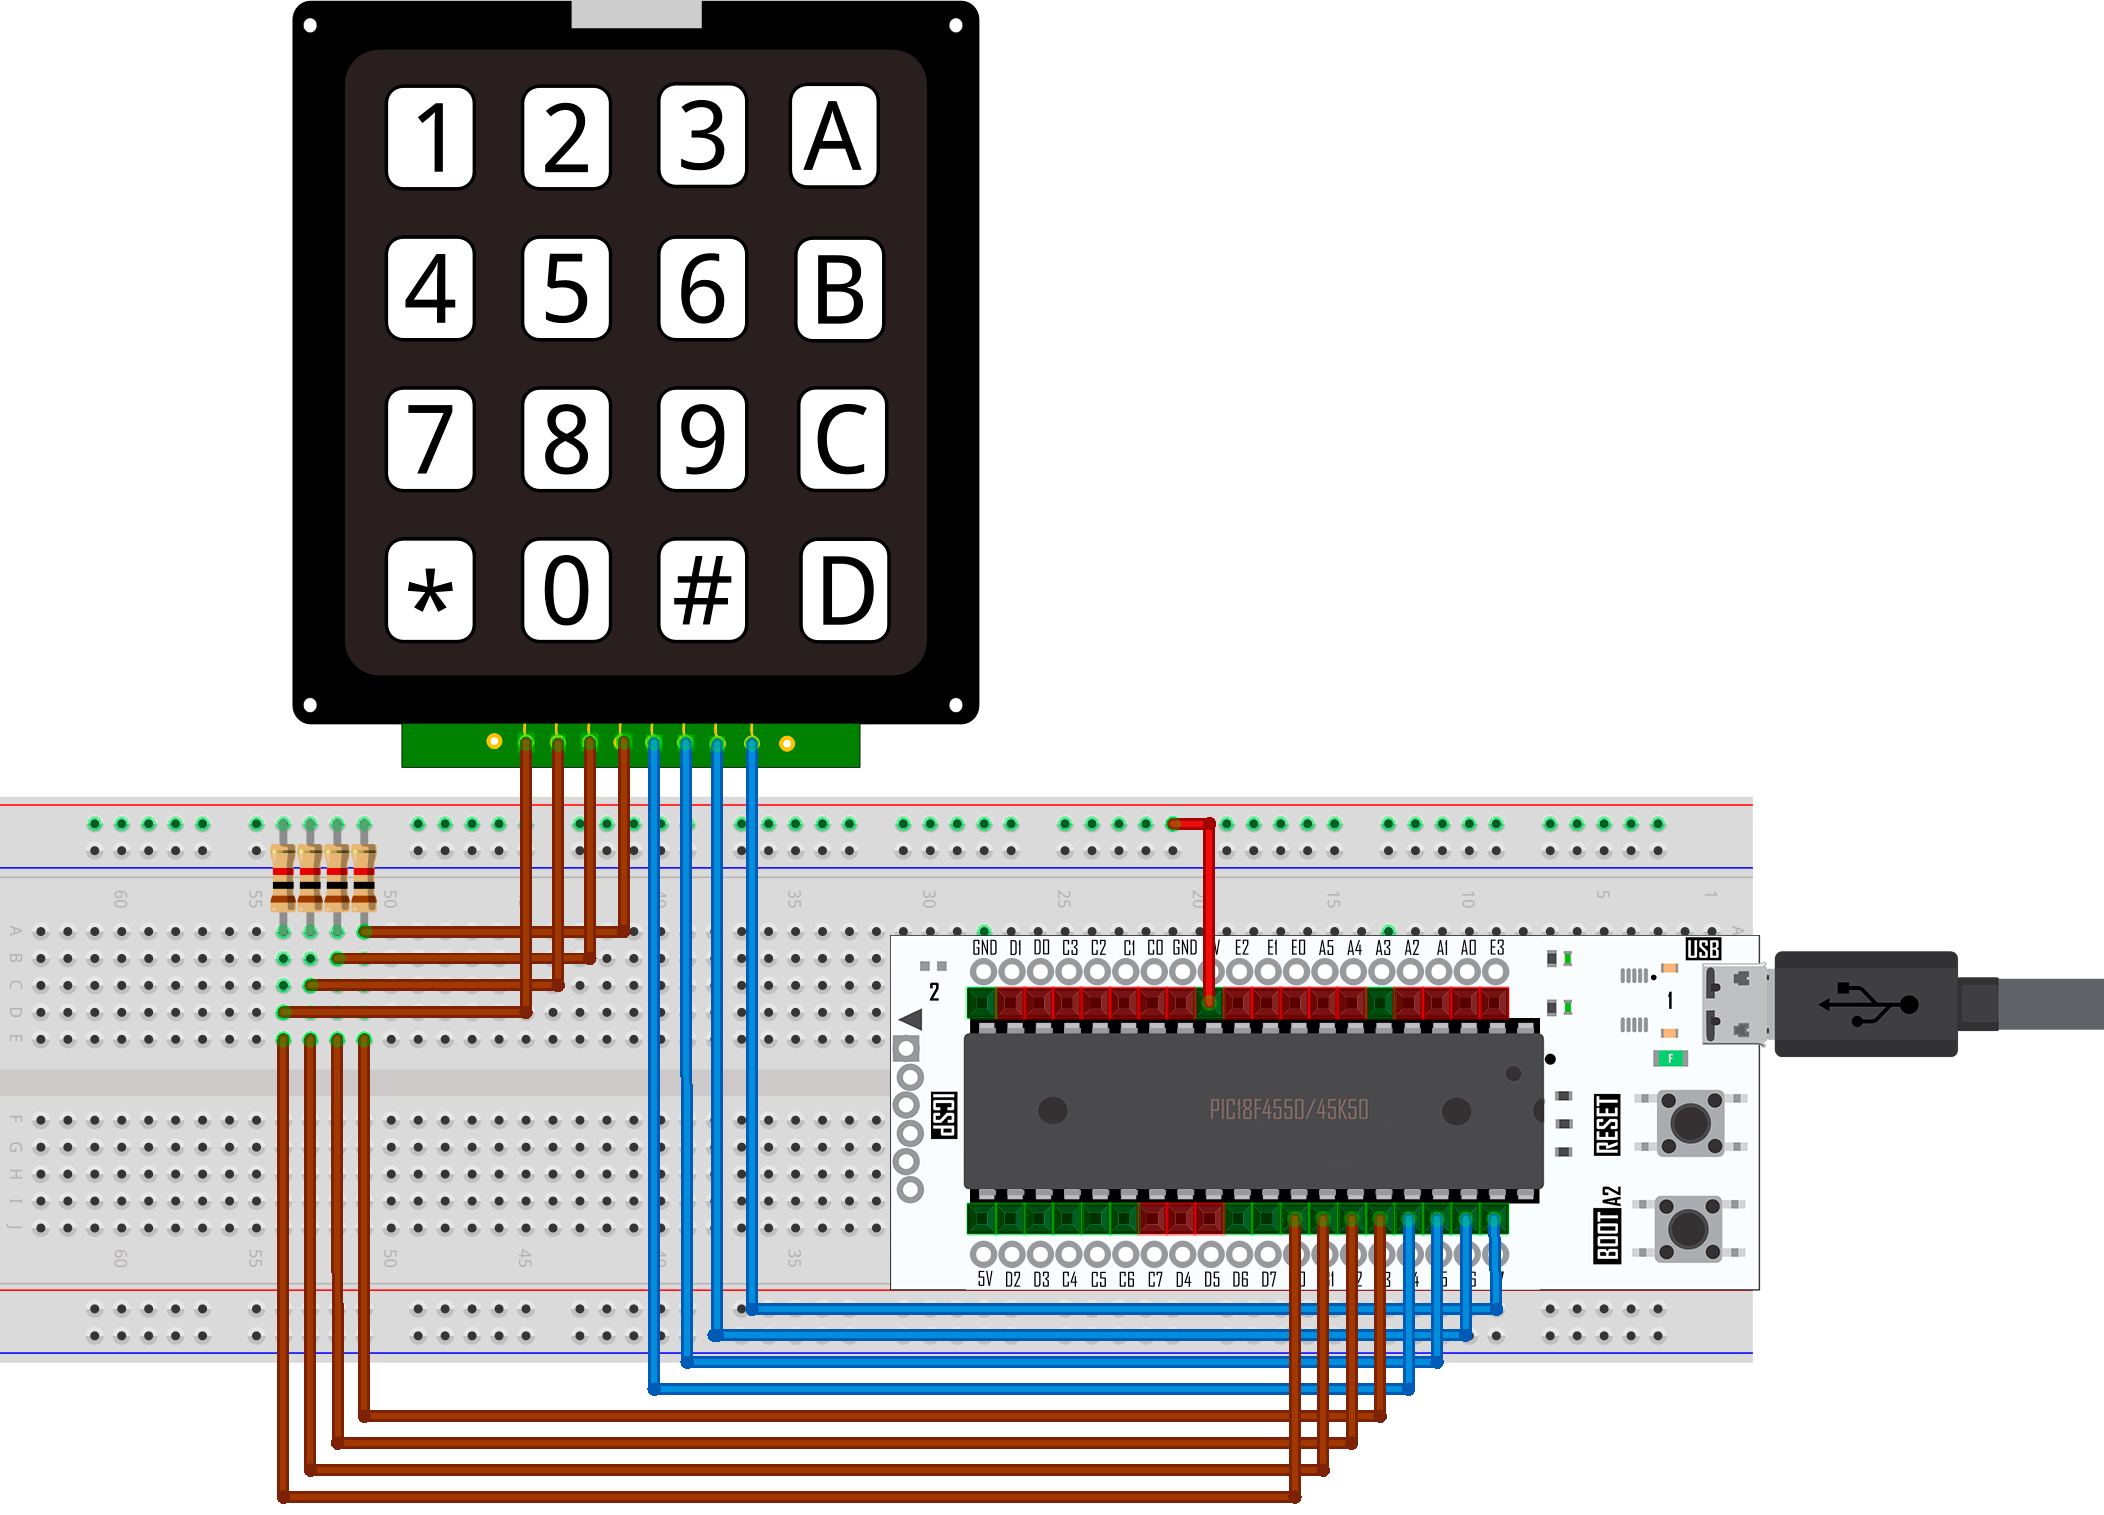 1 2 3 A
4 5 6 B
7 8 9 C
* 0 # D
60 55 50 40 35 30 25 20 15 10 5 1
A A
B
C
D
E
F
G
H
I
J
60 55 50 45 40 35
GND D1 D0 C3 C2 C1 C0 GND V E2 E1 E0 A5 A4 A3 A2 A1 A0 E3
USB
2
1
F
ICSP
PIC18F4550/45K50
RESET
BOOT A2
5V D2 D3 C4 C5 C6 C7 D4 D5 D6 D7